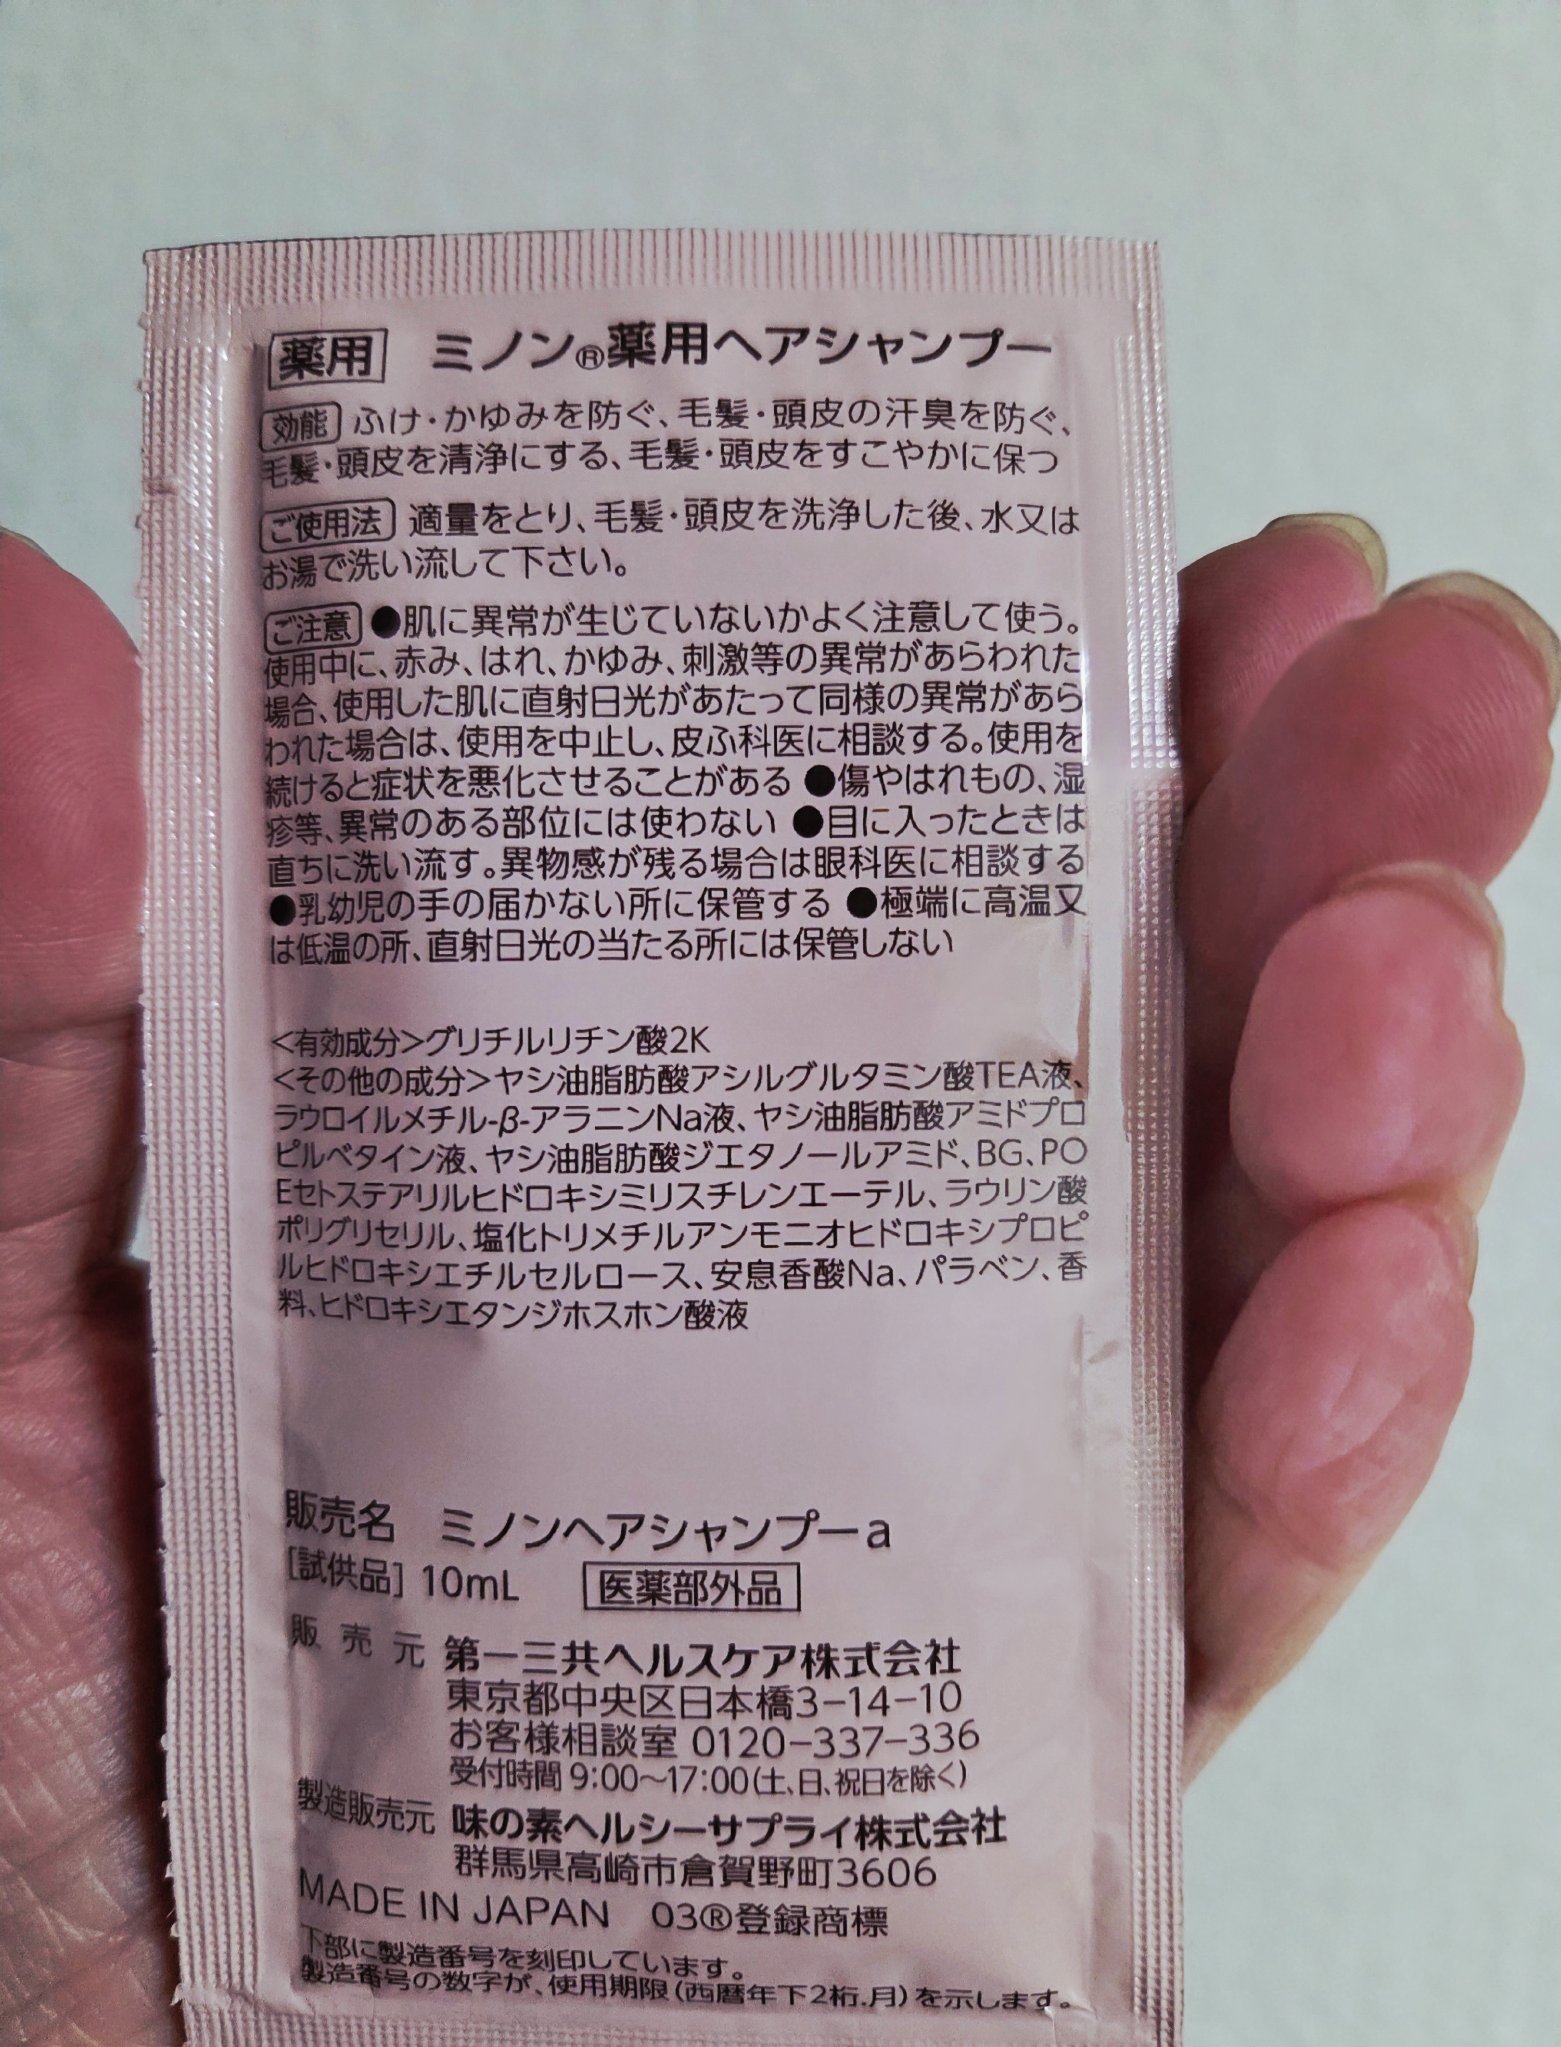 薬用 ミノン®薬用ヘアシャンプー
効能 ふけ・かゆみを防ぐ、毛髪・頭皮の汗臭を防ぐ、
毛髪・頭皮を清浄にする、毛髪・頭皮をすこやかに保つ
ご使用法 適量をとり、毛髪・頭皮を洗浄した後、水又は
お湯で洗い流して下さい。
ご注意 ●肌に異常が生じていないかよく注意して使う。
使用中に、赤み、はれ、かゆみ、刺激等の異常があらわれた
場合、使用した肌に直射日光があたって同様の異常があら
われた場合は、使用を中止し、皮ふ科医に相談する。使用を
続けると症状を悪化させることがある ●傷やはれもの、湿
疹等、異常のある部位には使わない ●目に入ったときは
直ちに洗い流す。異物感が残る場合は眼科医に相談する
●乳幼児の手の届かない所に保管する ●極端に高温又
は低温の所、直射日光の当たる所には保管しない
<有効成分>グリチルリチン酸2K
<その他の成分>ヤシ油脂肪酸アシルグルタミン酸TEA液、
ラウロイルメチル-β-アラニンNa液、ヤシ油脂肪酸アミドプロ
ピルベタイン液、ヤシ油脂肪酸ジエタノールアミド、BG、PO
Eセトステアリルヒドロキシミリスチレンエーテル、ラウリン酸
ポリグリセリル、塩化トリメチルアンモニオヒドロキシプロピ
ルヒドロキシエチルセルロース、安息香酸Na、パラベン、香
料、ヒドロキシエタンジホスホン酸液
販売名 ミノンヘアシャンプーa
[試供品] 10mL 医薬部外品
販売元 第一三共ヘルスケア株式会社
東京都中央区日本橋3-14-10
お客様相談室 0120-337-336
受付時間 9:00〜17:00(土、日、祝日を除く)
製造販売元 味の素ヘルシーサプライ株式会社
群馬県高崎市倉賀野町3606
MADE IN JAPAN 03®登録商標
下部に製造番号を刻印しています。
製造番号の数字が、使用期限(西暦年下2桁.月)を示します。